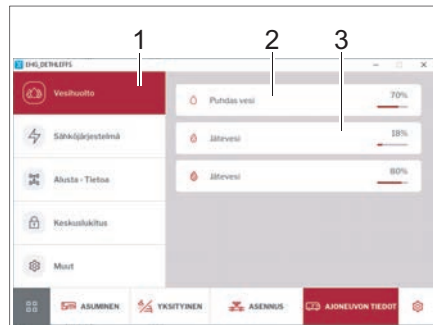 1 2 3
EHG_DETHLEFFS
Vesihuolto
Puhdas vesi 70%
Sähköjärjestelmä
Jätevesi 18%
Alusta - Tietoa
Jätevesi 80%
Keskuslukitus
Muut
ASUMINEN YKSITYINEN ASENNUS AJONEUVON TIEDOT